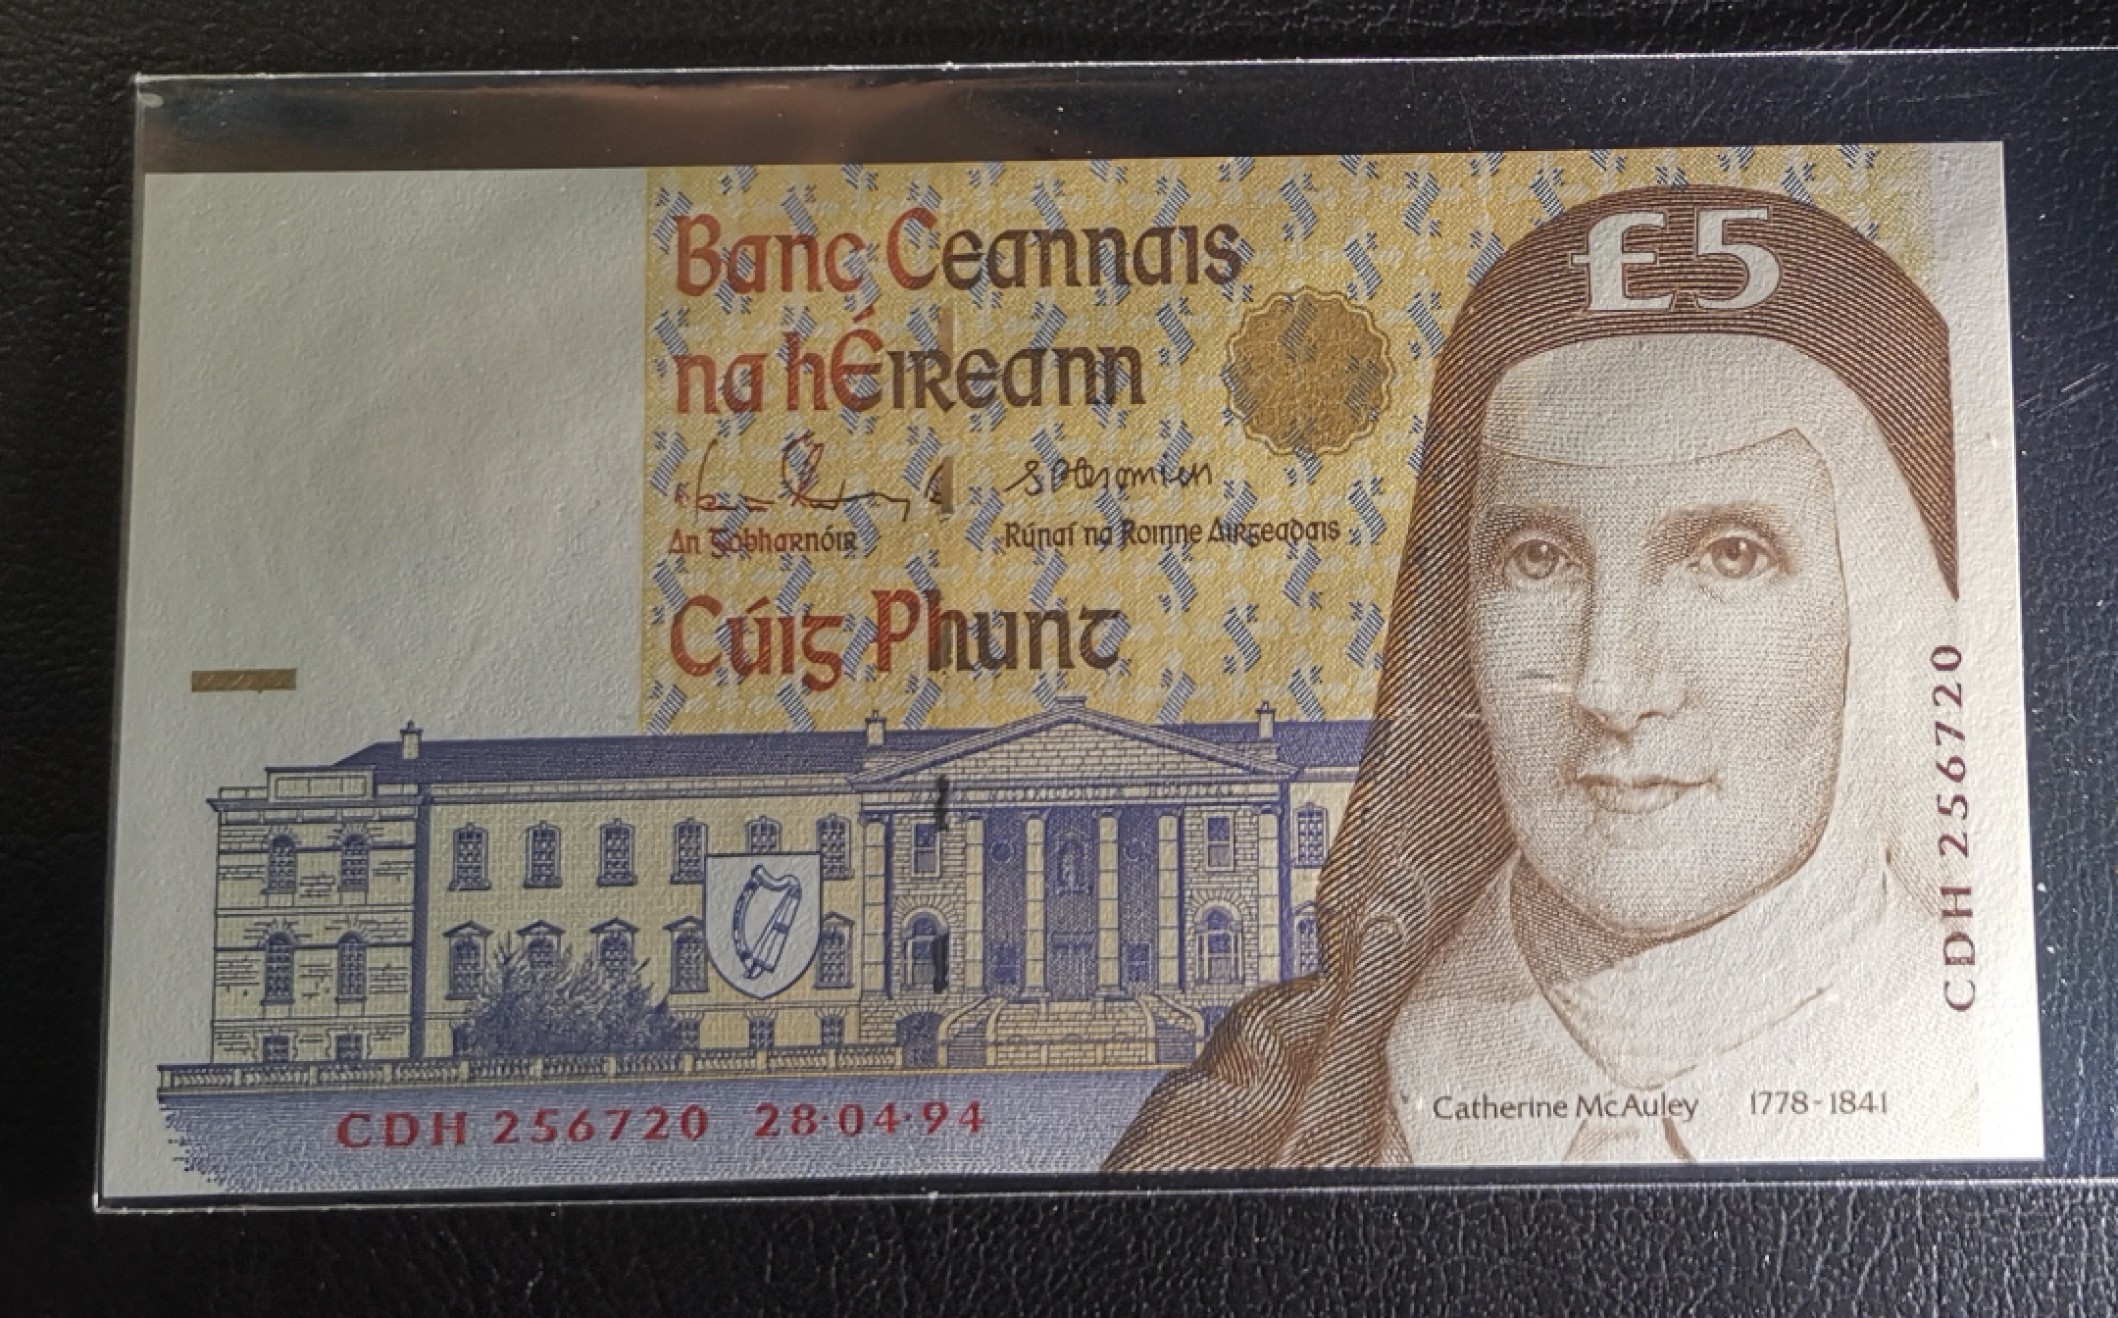 £5
Banc Ceannais
na hÉireann
An Gobharnóir
Rúnaí na Roinne Airgeadais
Cúig Phunt
CDH 256720
CDH 256720 28·04·94
Catherine McAuley 1778-1841